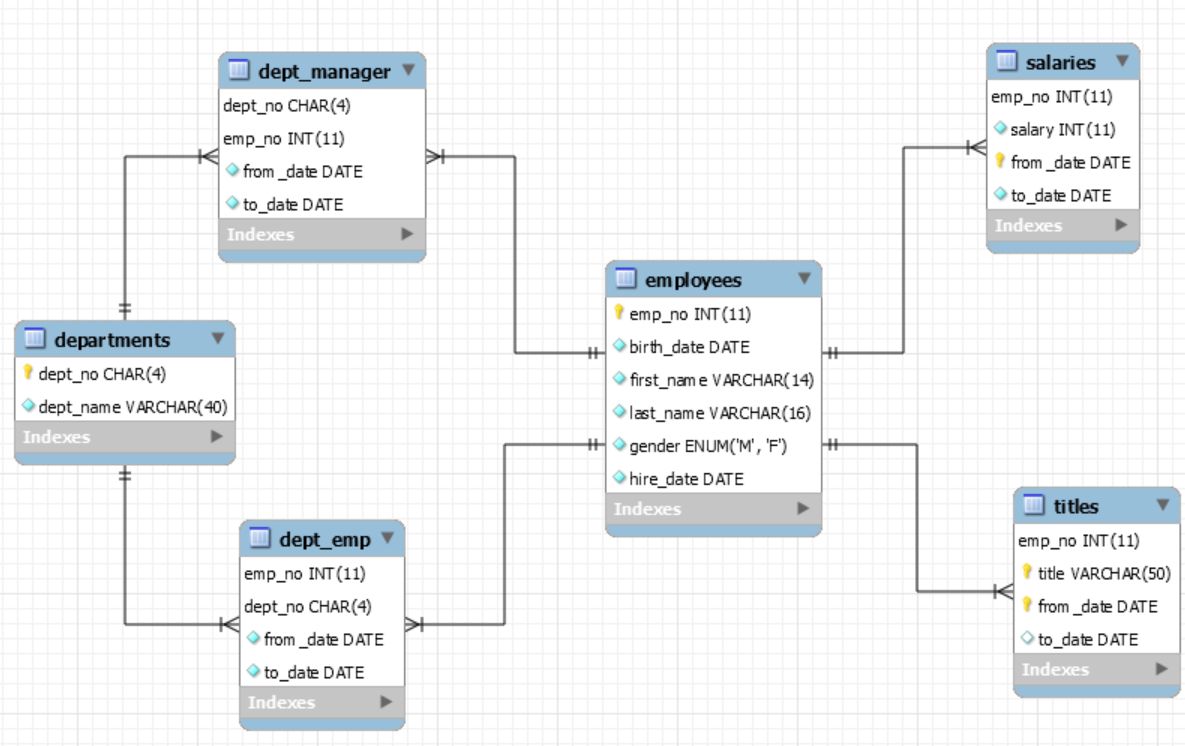 dept_manager
dept_no CHAR(4)
emp_no INT(11)
from_date DATE
to_date DATE
Indexes
salaries
emp_no INT(11)
salary INT(11)
from_date DATE
to_date DATE
Indexes
employees
emp_no INT(11)
birth_date DATE
first_name VARCHAR(14)
last_name VARCHAR(16)
gender ENUM('M', 'F')
hire_date DATE
Indexes
departments
dept_no CHAR(4)
dept_name VARCHAR(40)
Indexes
dept_emp
emp_no INT(11)
dept_no CHAR(4)
from_date DATE
to_date DATE
Indexes
titles
emp_no INT(11)
title VARCHAR(50)
from_date DATE
to_date DATE
Indexes